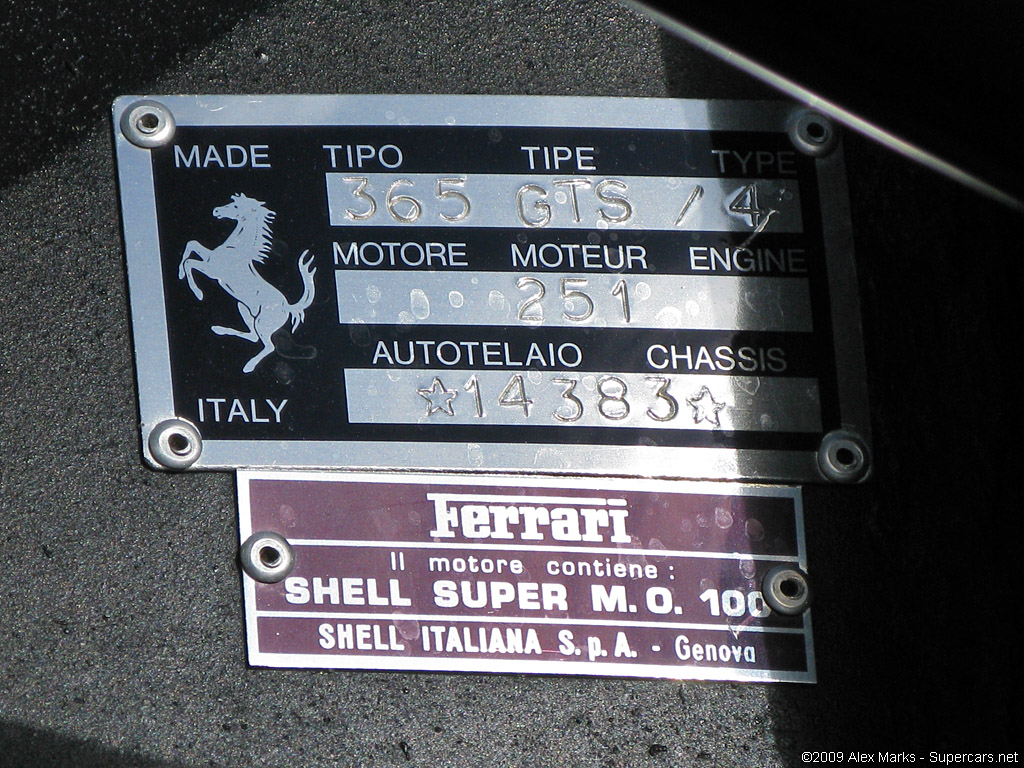 MADE TIPO TIPE TYPE
365 GTS / 4
MOTORE MOTEUR ENGINE
251
AUTOTELAIO CHASSIS
☆14383☆
ITALY
Ferrari
Il motore contiene:
SHELL SUPER M. O. 100
SHELL ITALIANA S.p.A. - Genova
©2009 Alex Marks - Supercars.net